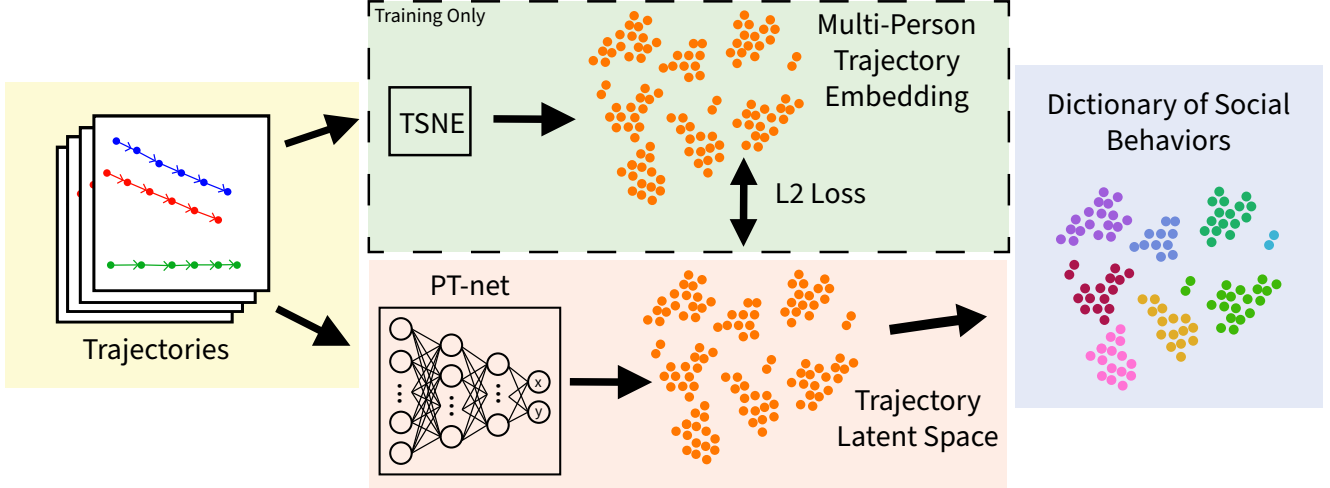 Training Only
Multi-Person
Trajectory
Embedding
TSNE
L2 Loss
Trajectories
PT-net
x
y
Trajectory
Latent Space
Dictionary of Social
Behaviors